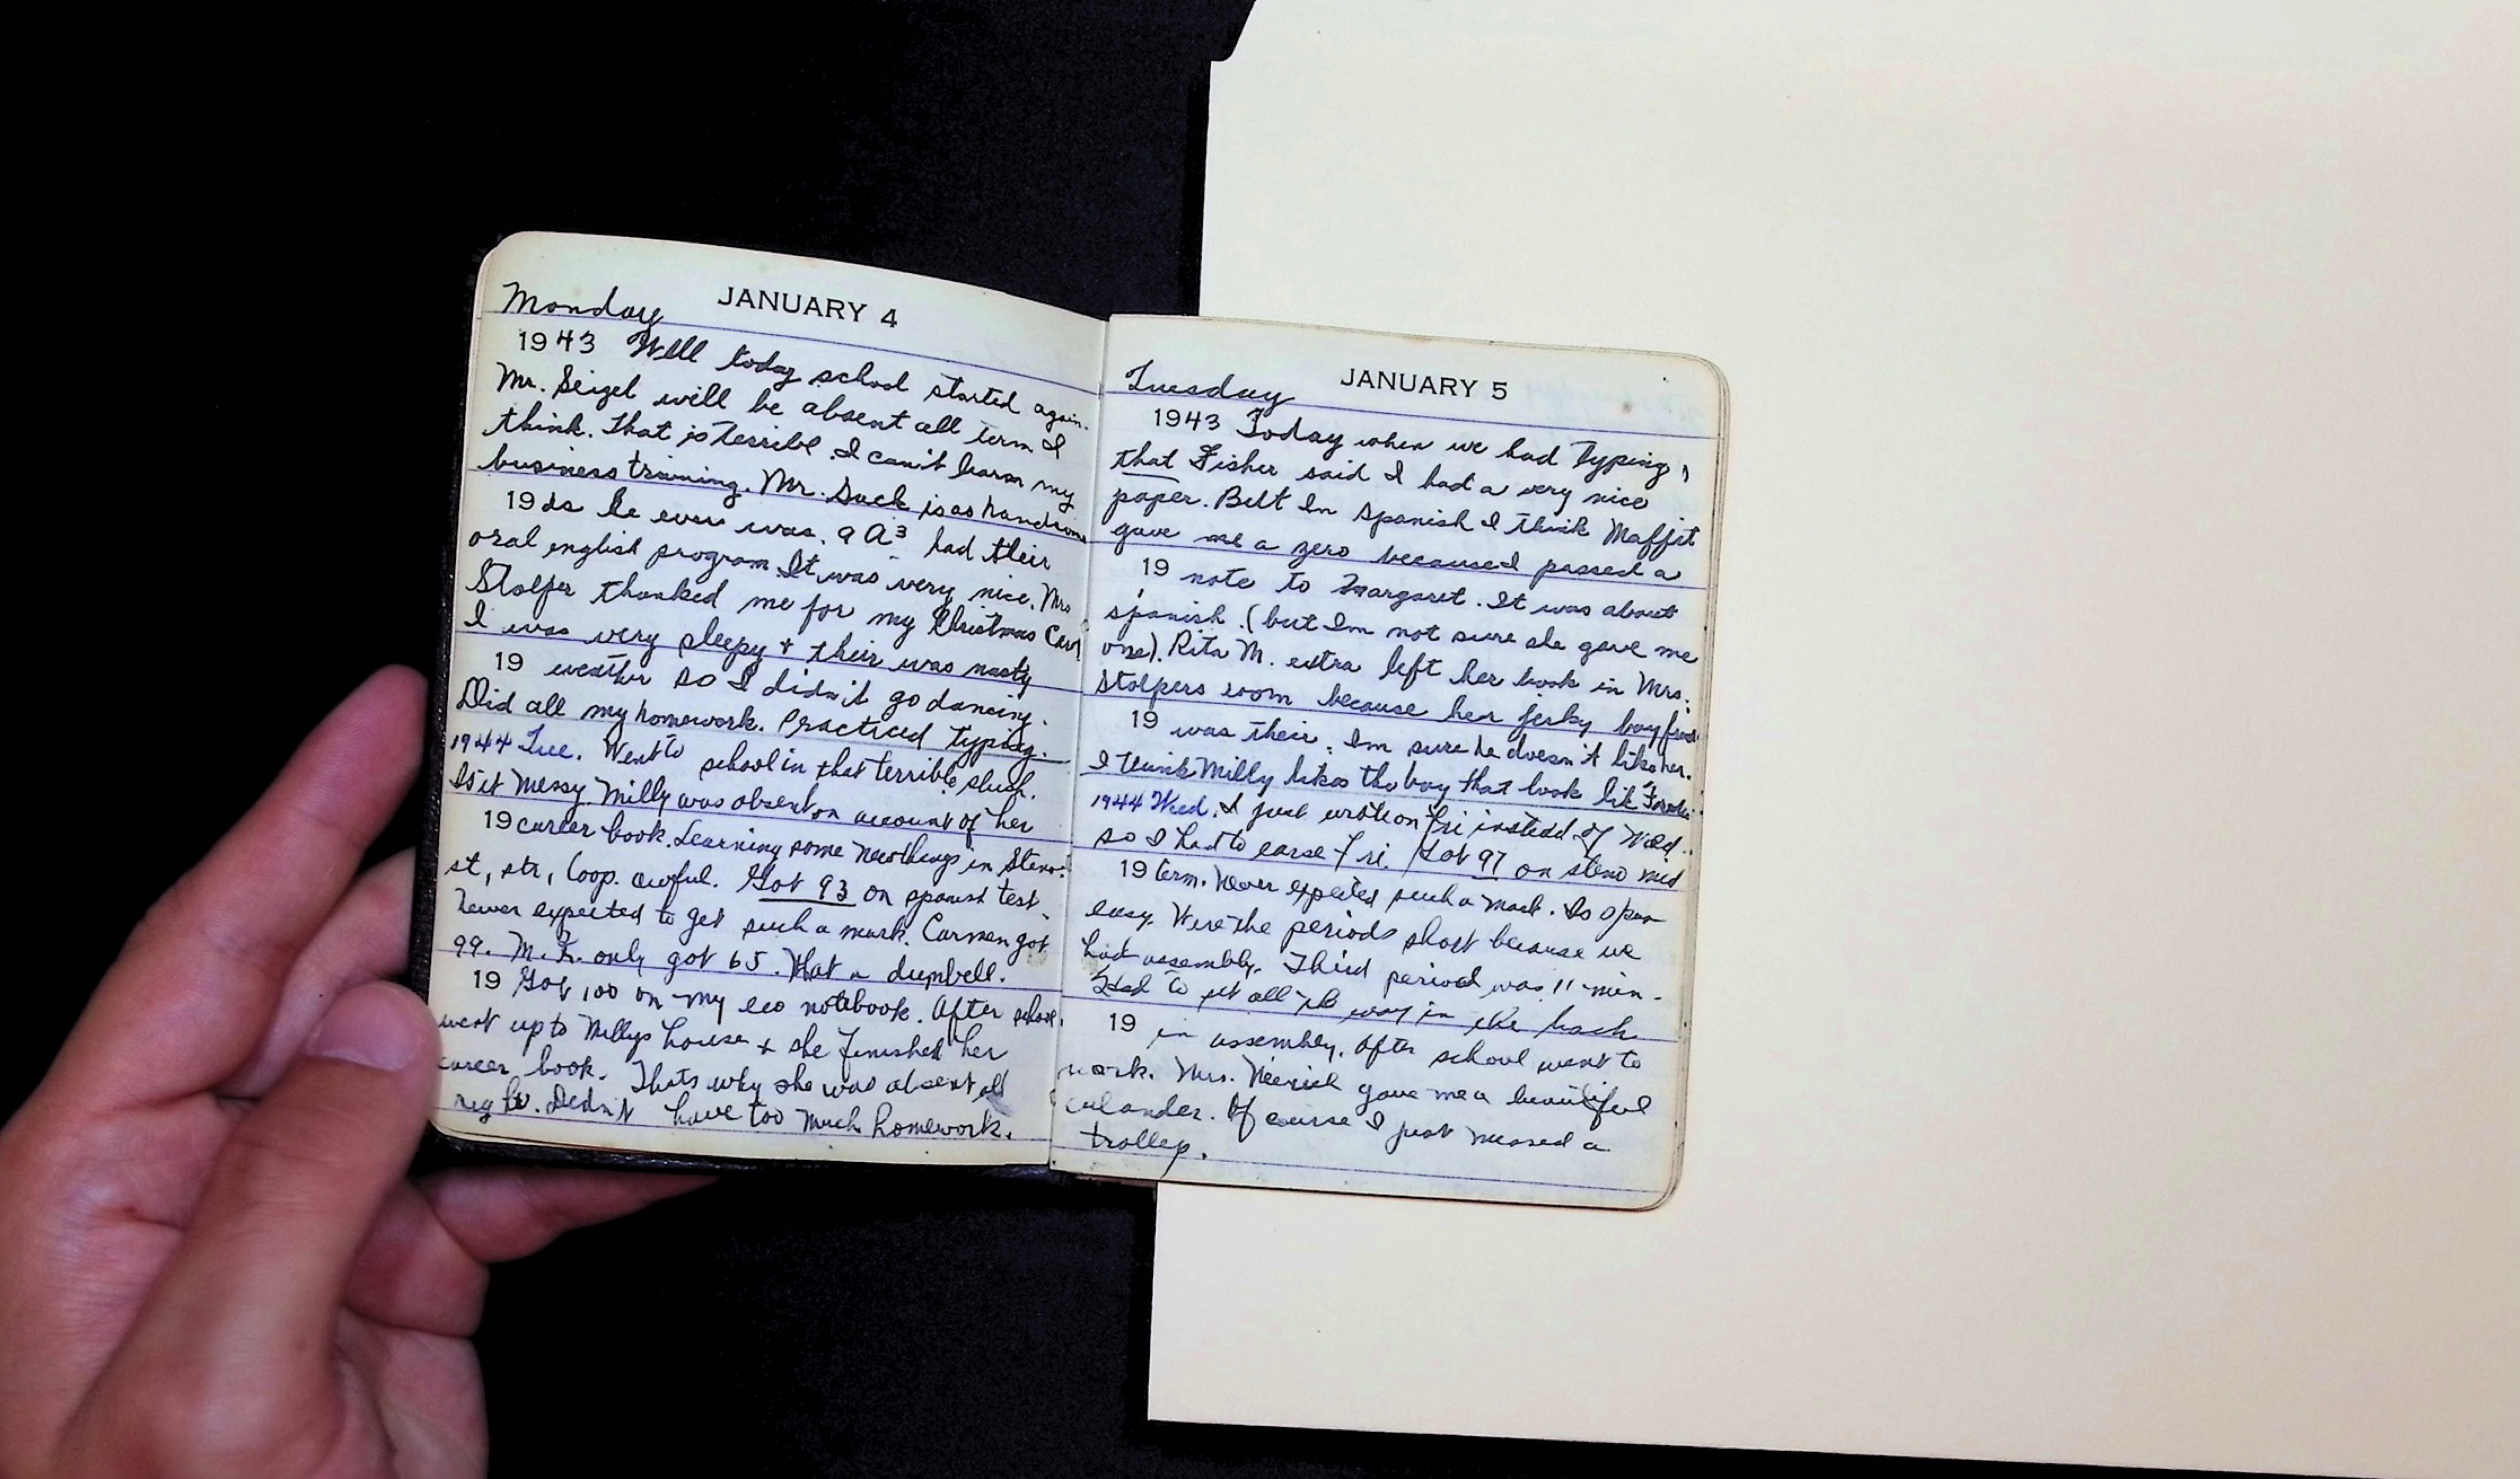 Monday JANUARY 4
1943 Well today school started again.
Mr. Seigel will be absent all term I
think. That is terrible. I can't learn my
business training. Mr. Sack is as handsome
19 as he ever was. 9A3 had their
oral english program. It was very nice. Mrs
Stolper thanked me for my Christmas Card
I was very sleepy + their was nasty
19 weather so I didn't go dancing.
Did all my homework. Practiced typing.
1944 Tue. Went to school in that terrible slush.
Is it messy. Milly was absent on account of her
19 career book. Learning some new things in Steno.
st, str, loop. awful. Got 93 on spanish test.
Never expected to get such a mark. Carmen got
99. M. K. only got 65. What a dumbell.
19 Got 100 on my eco notebook. After school
went up to Millys house + she finished her
career book. Thats why she was absent all
right. Didn't have too much homework.
Tuesday JANUARY 5
1943 Today when we had typing,
that Fisher said I had a very nice
paper. But In Spanish I think Maffit
gave me a zero because I passed a
19 note to Margaret. It was about
spanish. (but Im not sure she gave me
one). Rita M. extra left her book in Mrs.
Stolpers room because her jerky boyfriend
19 was their. Im sure he doesn't like her.
I think Milly likes the boy that look lik
1944 Wed. I just wrote on Fri instead of Wed.
so I had to earse Fri. Got 97 on steno mid
19 term. Never expected such a mark. Is
easy. Were the periods short because we
had assembly. Third period was 11 min.
Had to sit all the way in the back
19 in assembly. After school went to
work. Mrs. gave me a beautiful
calander. Of course I just missed a
trolley.